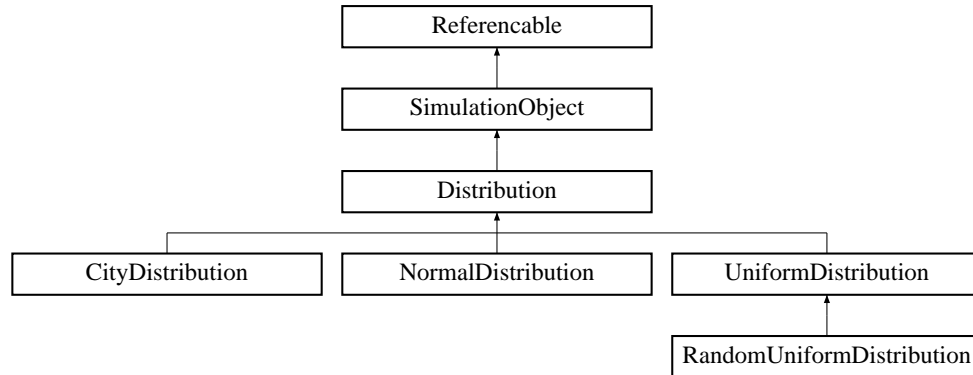 Referencable
SimulationObject
Distribution
CityDistribution
NormalDistribution
UniformDistribution
RandomUniformDistribution